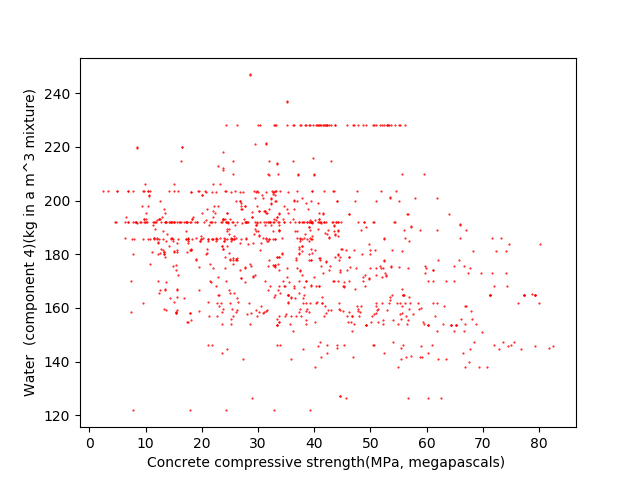 240
220
200
180
160
140
120
Water  (component 4)(kg in a m^3 mixture)
0 10 20 30 40 50 60 70 80
Concrete compressive strength(MPa, megapascals)